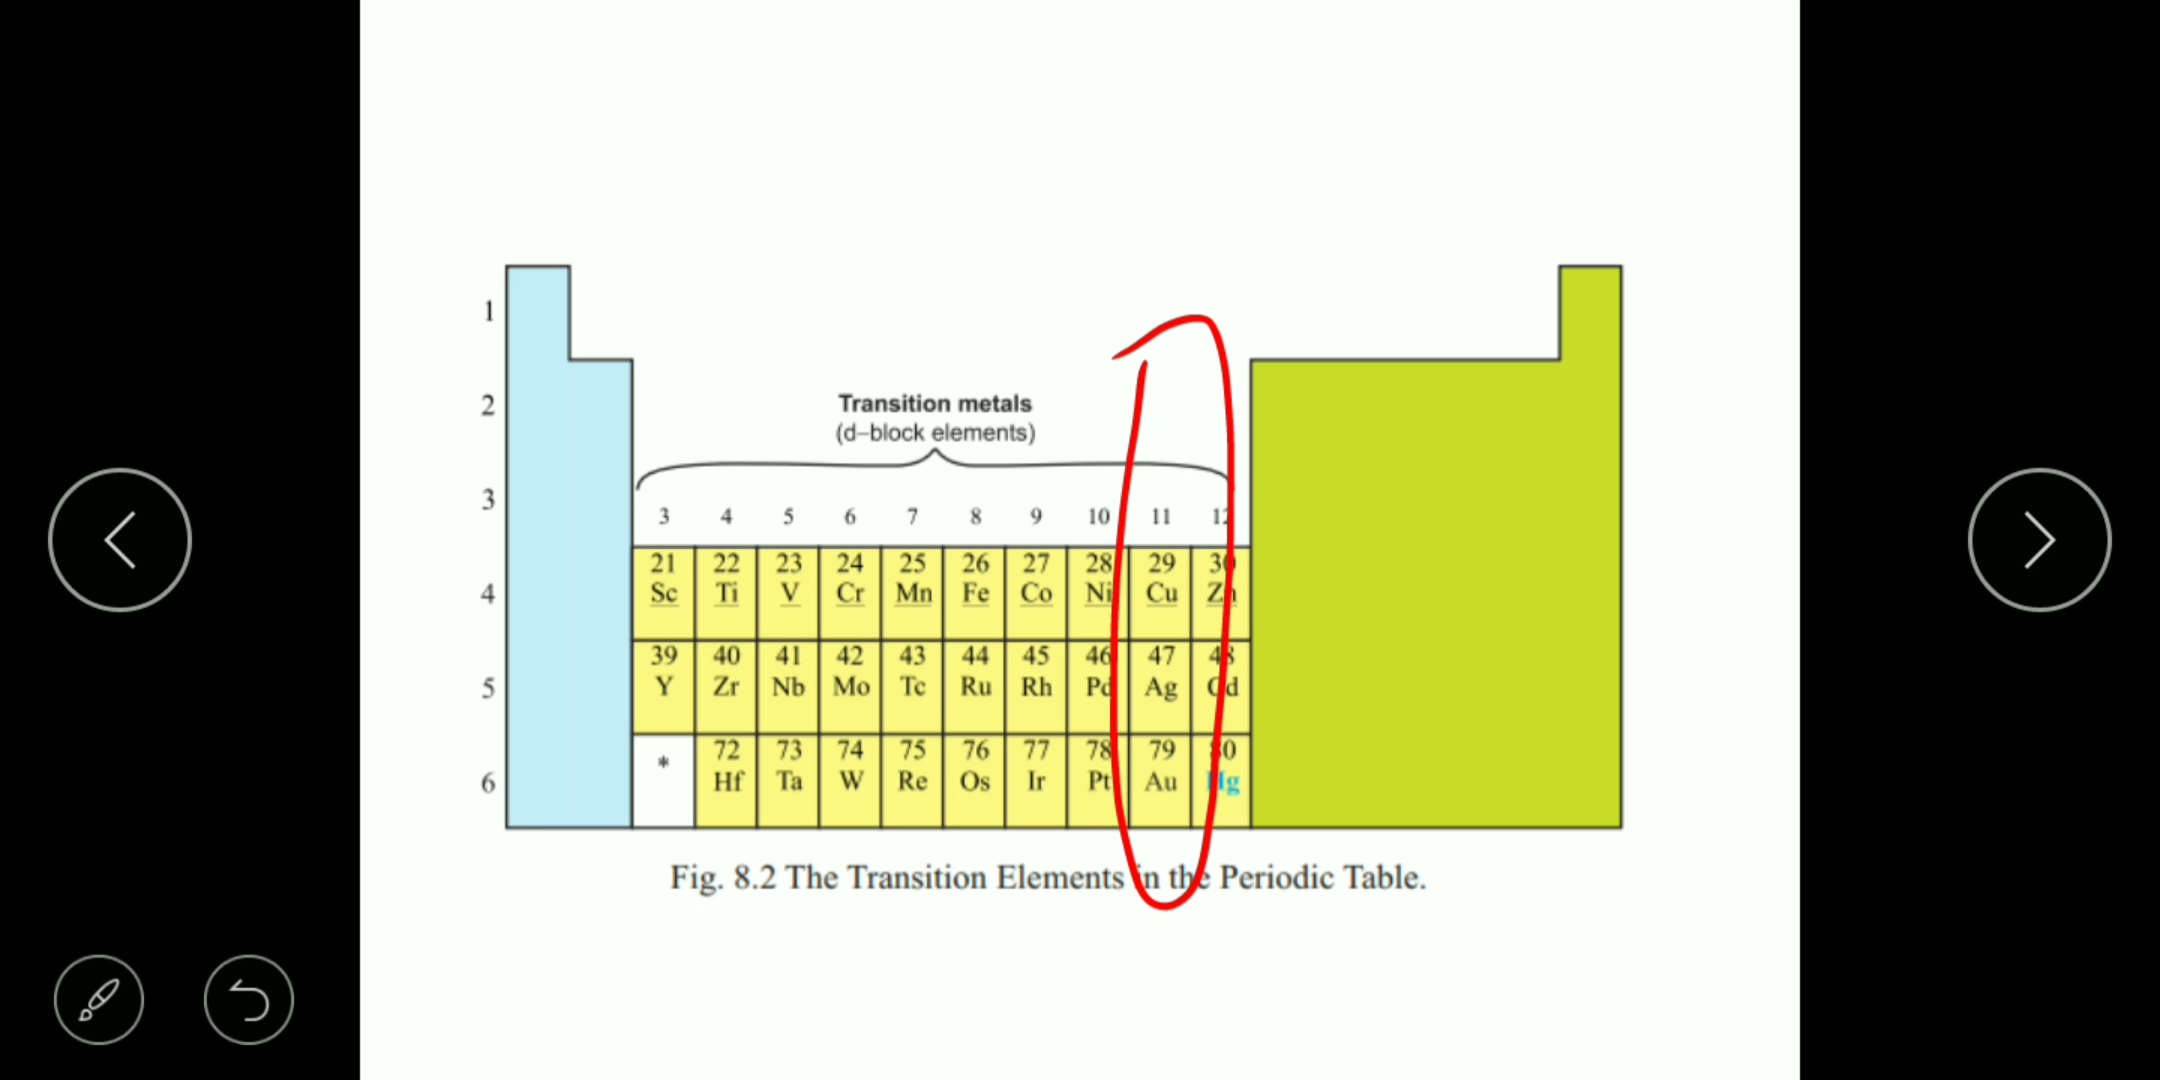 1
2
Transition metals
(d–block elements)
3
3 4 5 6 7 8 9 10 11 12
21 22 23 24 25 26 27 28 29 30
4
Sc Ti V Cr Mn Fe Co Ni Cu Zn
39 40 41 42 43 44 45 46 47 48
5
Y Zr Nb Mo Tc Ru Rh Pd Ag Cd
* 72 73 74 75 76 77 78 79 80
6
Hf Ta W Re Os Ir Pt Au Hg
Fig. 8.2 The Transition Elements in the Periodic Table.